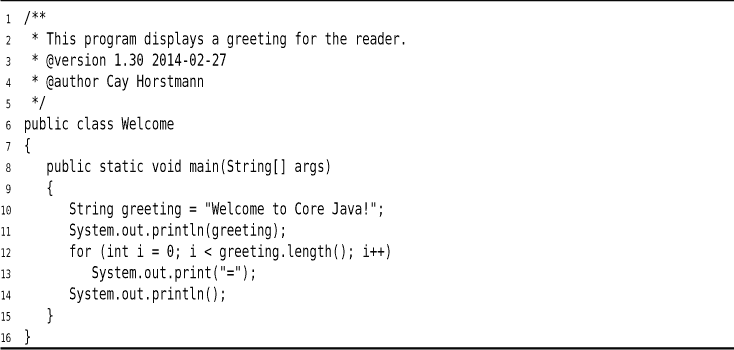 1 /**
2  * This program displays a greeting for the reader.
3  * @version 1.30 2014-02-27
4  * @author Cay Horstmann
5  */
6 public class Welcome
7 {
8    public static void main(String[] args)
9    {
10       String greeting = "Welcome to Core Java!";
11       System.out.println(greeting);
12       for (int i = 0; i < greeting.length(); i++)
13          System.out.print("=");
14       System.out.println();
15    }
16 }